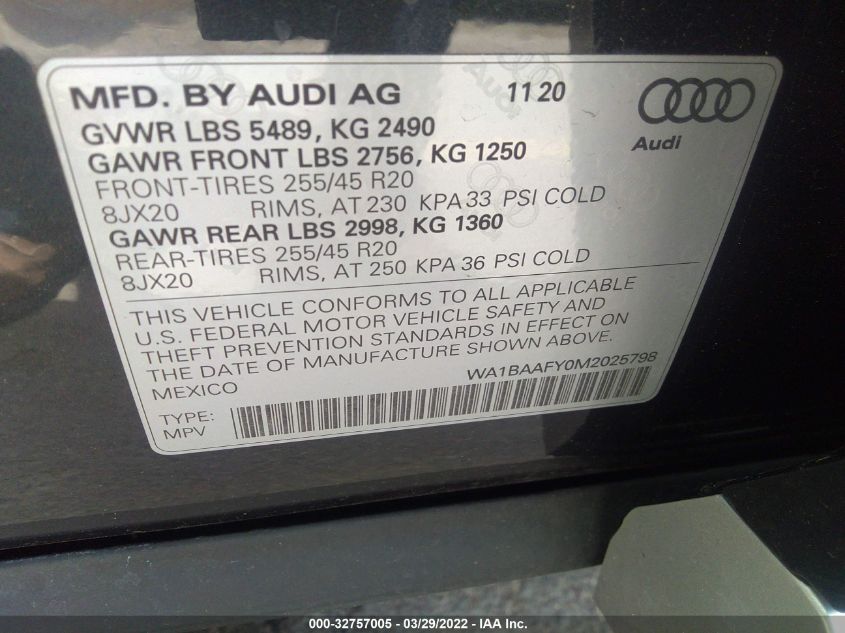 MFD. BY AUDI AG 11 20
Audi
GVWR LBS 5489, KG 2490
GAWR FRONT LBS 2756, KG 1250
FRONT-TIRES 255/45 R20
8JX20 RIMS, AT 230 KPA 33 PSI COLD
GAWR REAR LBS 2998, KG 1360
REAR-TIRES 255/45 R20
8JX20 RIMS, AT 250 KPA 36 PSI COLD
THIS VEHICLE CONFORMS TO ALL APPLICABLE
U.S. FEDERAL MOTOR VEHICLE SAFETY AND
THEFT PREVENTION STANDARDS IN EFFECT ON
THE DATE OF MANUFACTURE SHOWN ABOVE.
MEXICO WA1BAAFY0M2025798
TYPE:
MPV
000-32757005 - 03/29/2022 - IAA Inc.